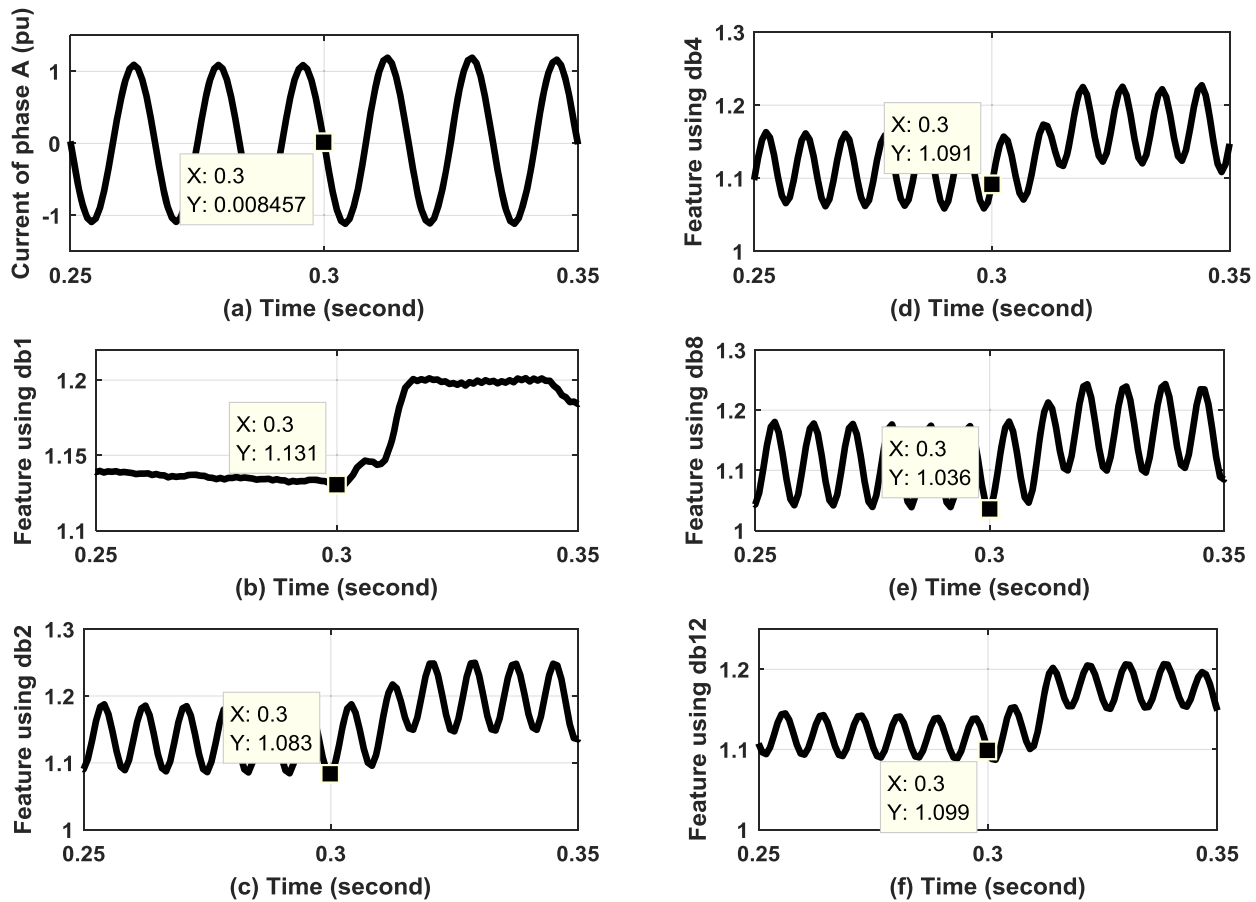 Current of phase A (pu)
1
0
-1
X: 0.3
Y: 0.008457
0.25
0.3
0.35
(a) Time (second)
Feature using db1
1.2
1.15
1.1
X: 0.3
Y: 1.131
0.25
0.3
0.35
(b) Time (second)
Feature using db2
1.3
1.2
1.1
1
X: 0.3
Y: 1.083
0.25
0.3
0.35
(c) Time (second)
Feature using db4
1.3
1.2
1.1
1
X: 0.3
Y: 1.091
0.25
0.3
0.35
(d) Time (second)
Feature using db8
1.3
1.2
1.1
1
X: 0.3
Y: 1.036
0.25
0.3
0.35
(e) Time (second)
Feature using db12
1.2
1.1
1
X: 0.3
Y: 1.099
0.25
0.3
0.35
(f) Time (second)